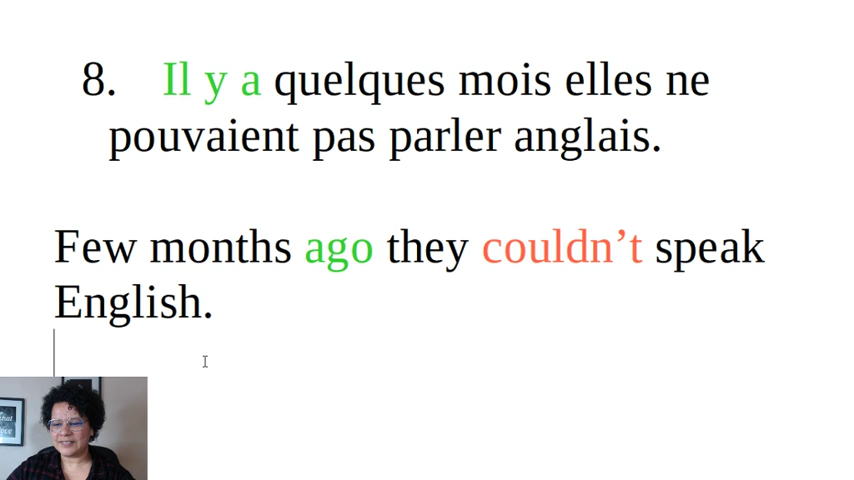 8. Il y a quelques mois elles ne
pouvaient pas parler anglais.
Few months ago they couldn’t speak
English.